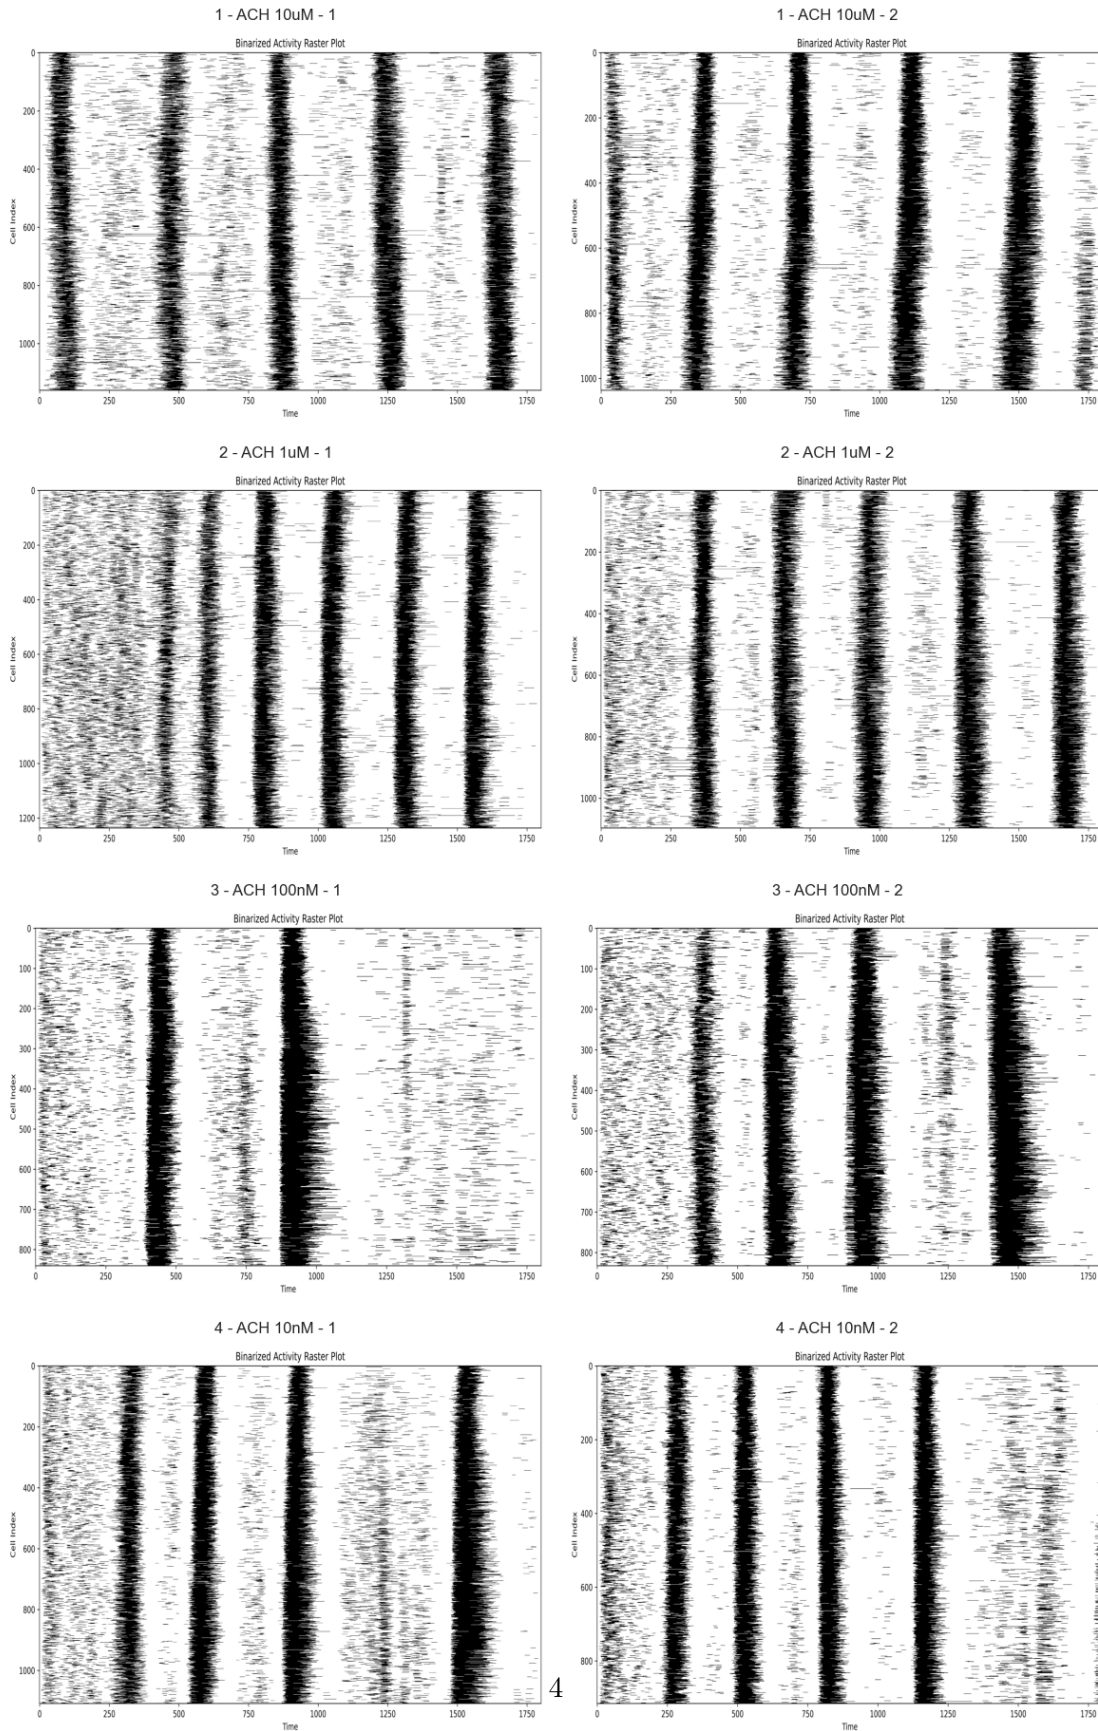 1 - ACH 10uM - 1
1 - ACH 10uM - 2
Binarized Activity Raster Plot
Binarized Activity Raster Plot
0
200
400
600
800
1000
Cell Index
0 250 500 750 1000 1250 1500 1750
Time
0
200
400
600
800
1000
Cell Index
0 250 500 750 1000 1250 1500 1750
Time
2 - ACH 1uM - 1
2 - ACH 1uM - 2
Binarized Activity Raster Plot
Binarized Activity Raster Plot
0
200
400
600
800
1000
1200
Cell Index
0 250 500 750 1000 1250 1500 1750
Time
0
200
400
600
800
1000
Cell Index
0 250 500 750 1000 1250 1500 1750
Time
3 - ACH 100nM - 1
3 - ACH 100nM - 2
Binarized Activity Raster Plot
Binarized Activity Raster Plot
0
100
200
300
400
500
600
700
800
Cell Index
0 250 500 750 1000 1250 1500 1750
Time
0
100
200
300
400
500
600
700
800
Cell Index
0 250 500 750 1000 1250 1500 1750
Time
4 - ACH 10nM - 1
4 - ACH 10nM - 2
Binarized Activity Raster Plot
Binarized Activity Raster Plot
0
200
400
600
800
1000
Cell Index
0 250 500 750 1000 1250 1500 1750
Time
0
200
400
600
800
Cell Index
0 250 500 750 1000 1250 1500 1750
Time
4